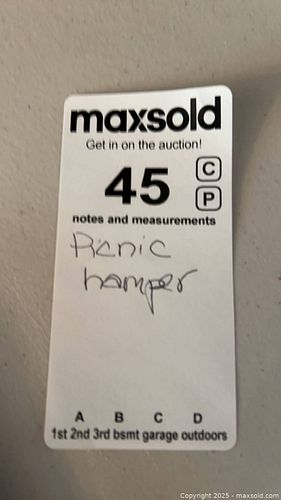 maxsold
Get in on the auction!
45
C
P
notes and measurements
Picnic
hamper
A B C D
1st 2nd 3rd bsmt garage outdoors
Copyright 2025 - maxsold.com